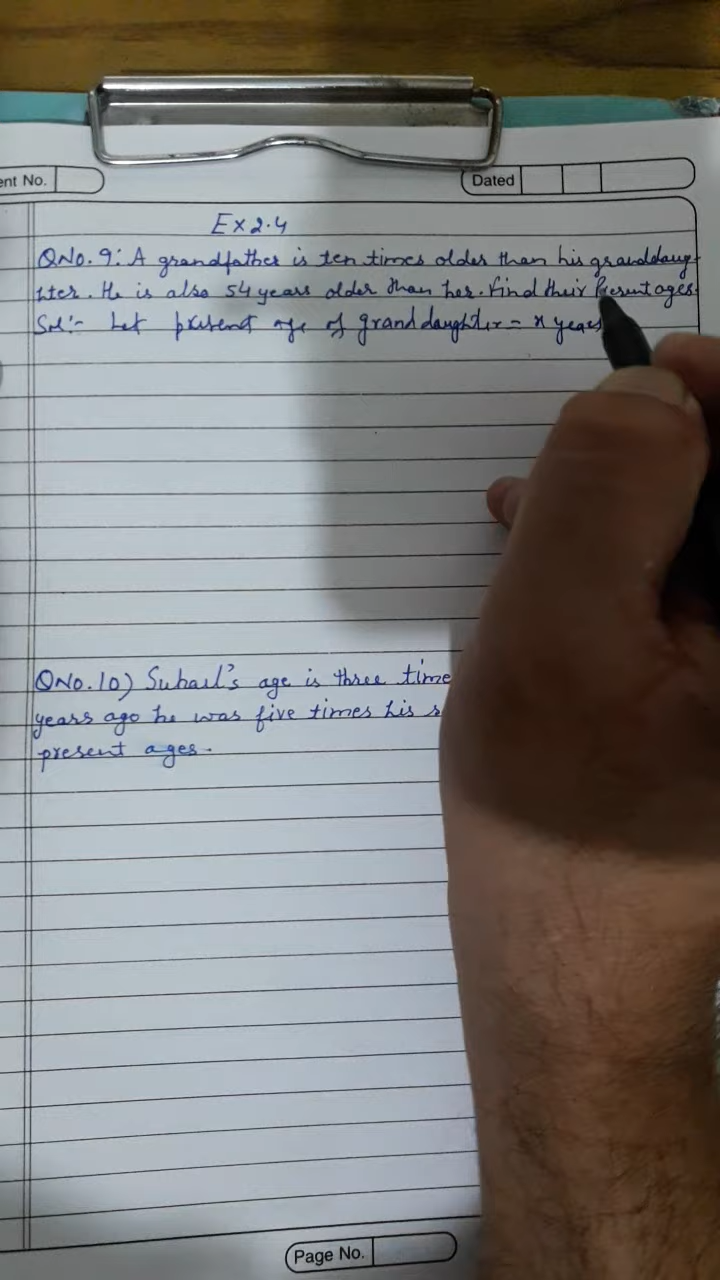 ent No.
Dated
Ex 2.4
QNo. 9: A grandfather is ten times older than his granddaug-
hter. He is also 54 years older than her. Find their present ages.
Sol:- Let present age of granddaughter = x years
QNo. 10) Suhail's age is three time
years ago he was five times his s
present ages.
Page No.